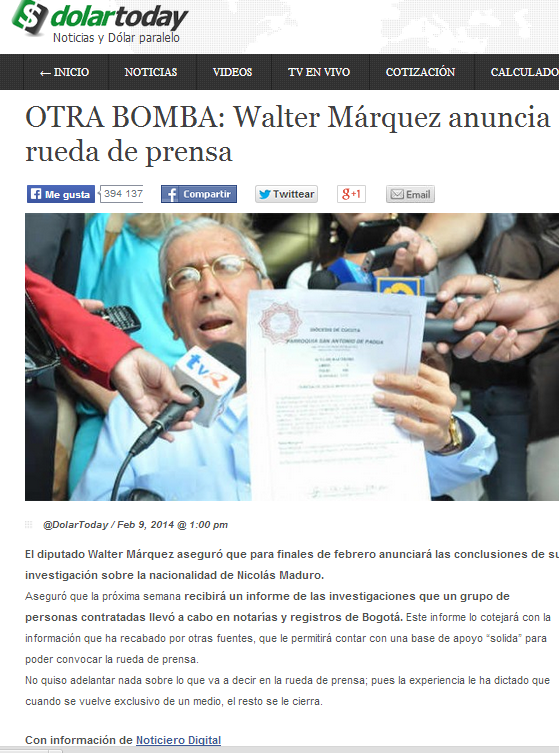 dolartoday
Noticias y Dólar paralelo
← INICIO NOTICIAS VIDEOS TV EN VIVO COTIZACIÓN CALCULADO
OTRA BOMBA: Walter Márquez anuncia
rueda de prensa
Me gusta 394 137 Compartir Twittear g+1 Email
DIOCESIS DE CUCUTA
PARROQUIA SAN ANTONIO DE PADUA
tvR
@DolarToday / Feb 9, 2014 @ 1:00 pm
El diputado Walter Márquez aseguró que para finales de febrero anunciará las conclusiones de su
investigación sobre la nacionalidad de Nicolás Maduro.
Aseguró que la próxima semana recibirá un informe de las investigaciones que un grupo de
personas contratadas llevó a cabo en notarías y registros de Bogotá. Este informe lo cotejará con la
información que ha recabado por otras fuentes, que le permitirá contar con una base de apoyo “solida” para
poder convocar la rueda de prensa.
No quiso adelantar nada sobre lo que va a decir en la rueda de prensa; pues la experiencia le ha dictado que
cuando se vuelve exclusivo de un medio, el resto se le cierra.
Con información de Noticiero Digital